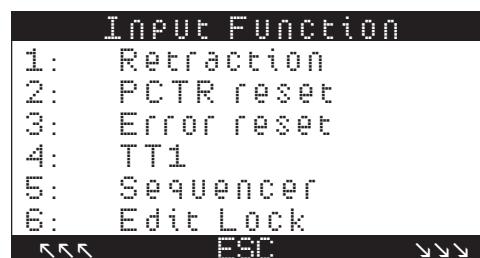 Input Function
1: Retraction
2: PCTR reset
3: Error reset
4: TT1
5: Sequencer
6: Edit Lock
↖↖↖ ESC ↘↘↘